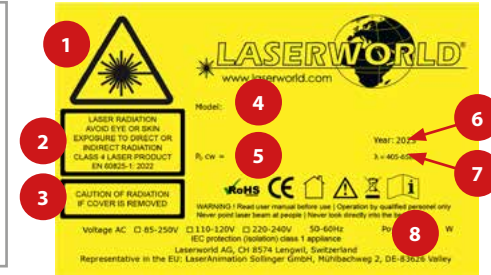 1
LASERWORLD®
www.laserworld.com
Model:
4
LASER RADIATION
AVOID EYE OR SKIN
EXPOSURE TO DIRECT OR
INDIRECT RADIATION
CLASS 4 LASER PRODUCT
EN 60825-1: 2022
2
6
Year: 2023
P, cw =
5
λ = 405-
7
3
CAUTION OF RADIATION
IF COVER IS REMOVED
RoHS CE i
WARNING ! Read user manual before use | Operation by qualified personel only
Never point laser beam at people | Never look directly into the
8
Voltage AC □ 85-250V □ 110-120V □ 220-240V 50-60Hz W
IEC protection (isolation) class 1 appliance
Laserworld AG, CH 8574 Lengwil, Switzerland
Representative in the EU: LaserAnimation Sollinger GmbH, Mühlbachweg 2, DE-83626 Valley